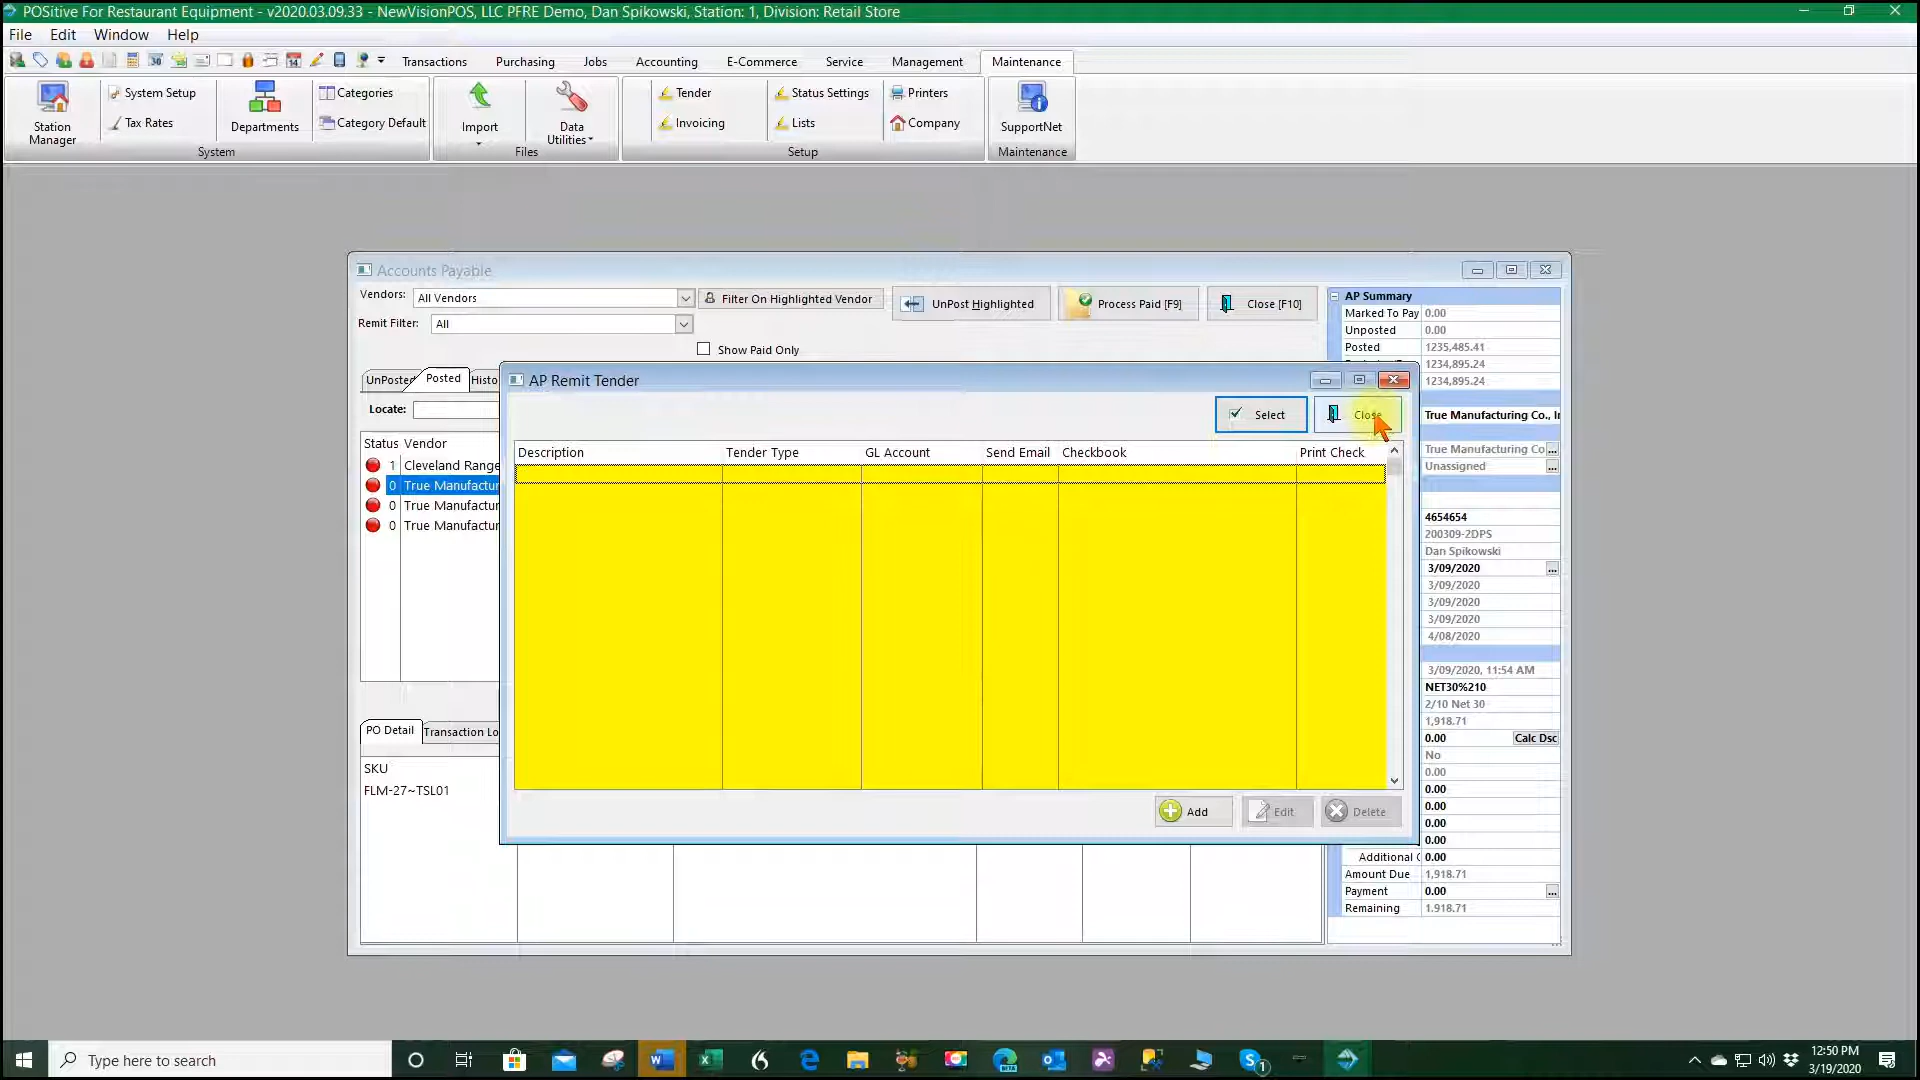 POSitive For Restaurant Equipment - v2020.03.09.33 - NewVisionPOS, LLC PFRE Demo, Dan Spikowski, Station: 1, Division: Retail Store
File Edit Window Help
Transactions Purchasing Jobs Accounting E-Commerce Service Management Maintenance
Station Manager
System Setup
Tax Rates
Departments
Categories
Category Default
System
Import
Data Utilities
Files
Tender
Invoicing
Status Settings
Lists
Printers
Company
Setup
SupportNet
Maintenance
Accounts Payable
Vendors: All Vendors
Filter On Highlighted Vendor
UnPost Highlighted
Process Paid [F9]
Close [F10]
Remit Filter: All
Show Paid Only
UnPosted Posted Histo
Locate:
Status Vendor
1 Cleveland Range
0 True Manufactur
0 True Manufactur
0 True Manufactur
PO Detail Transaction Lo
SKU
FLM-27~TSL01
AP Remit Tender
Select
Close
Description Tender Type GL Account Send Email Checkbook Print Check
Add Edit Delete
AP Summary
Marked To Pay 0.00
Unposted 0.00
Posted 1235,485.41
1234,895.24
1234,895.24
True Manufacturing Co., I
True Manufacturing Co ...
Unassigned ...
4654654
200309-2DPS
Dan Spikowski
3/09/2020 ...
3/09/2020
3/09/2020
3/09/2020
4/08/2020
3/09/2020, 11:54 AM
NET30%210
2/10 Net 30
1,918.71
0.00 Calc Dsc
No
0.00
0.00
0.00
0.00
0.00
Additional 0.00
Amount Due 1,918.71
Payment 0.00 ...
Remaining 1,918.71
Type here to search
12:50 PM
3/19/2020